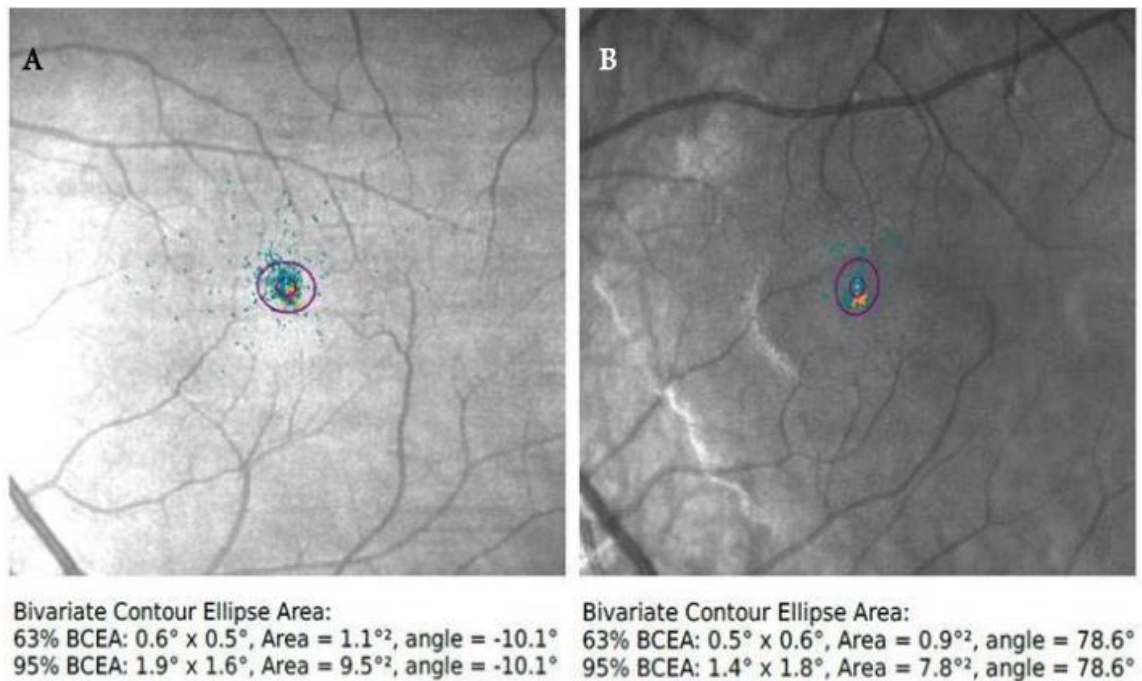 A
B
Bivariate Contour Ellipse Area:
63% BCEA: 0.6° x 0.5°, Area = 1.1°², angle = -10.1°
95% BCEA: 1.9° x 1.6°, Area = 9.5°², angle = -10.1°
Bivariate Contour Ellipse Area:
63% BCEA: 0.5° x 0.6°, Area = 0.9°², angle = 78.6°
95% BCEA: 1.4° x 1.8°, Area = 7.8°², angle = 78.6°